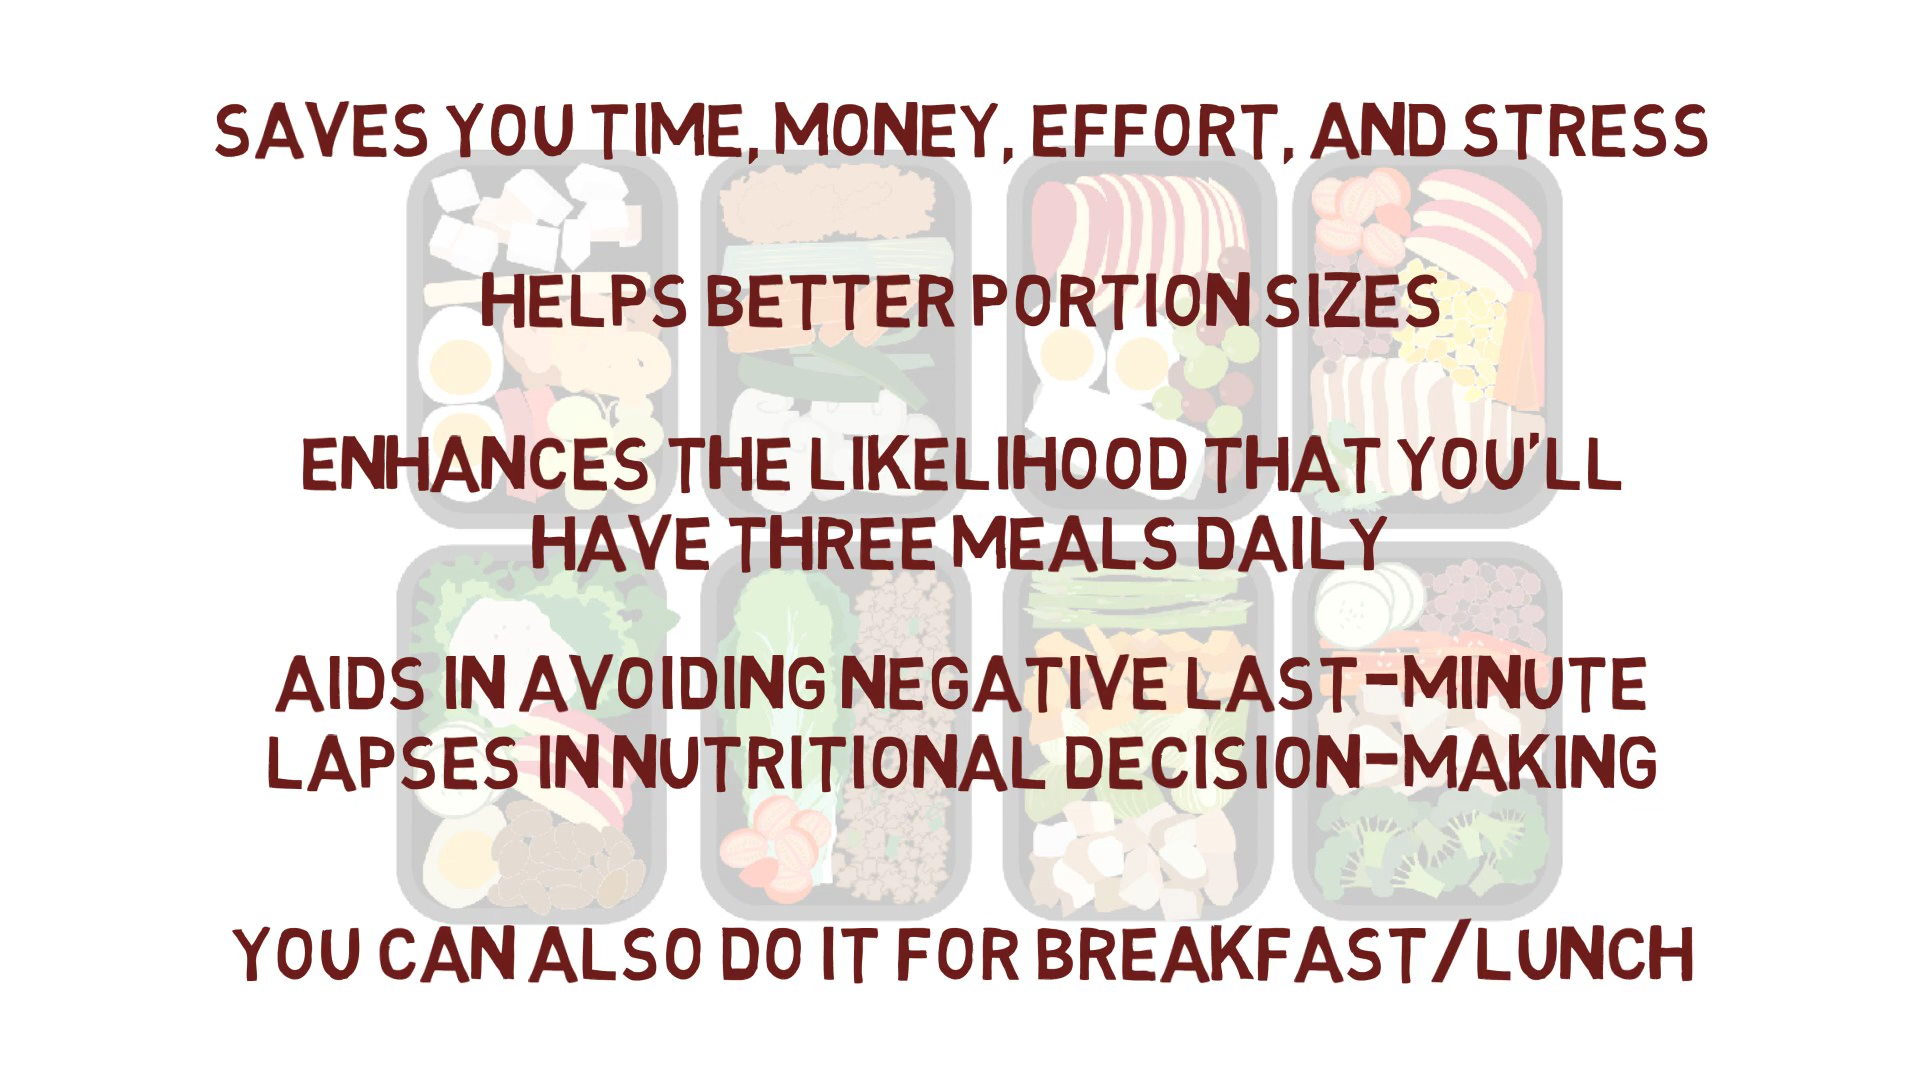 SAVES YOU TIME, MONEY, EFFORT, AND STRESS
HELPS BETTER PORTION SIZES
ENHANCES THE LIKELIHOOD THAT YOU'LL
HAVE THREE MEALS DAILY
AIDS IN AVOIDING NEGATIVE LAST-MINUTE
LAPSES IN NUTRITIONAL DECISION-MAKING
YOU CAN ALSO DO IT FOR BREAKFAST/LUNCH